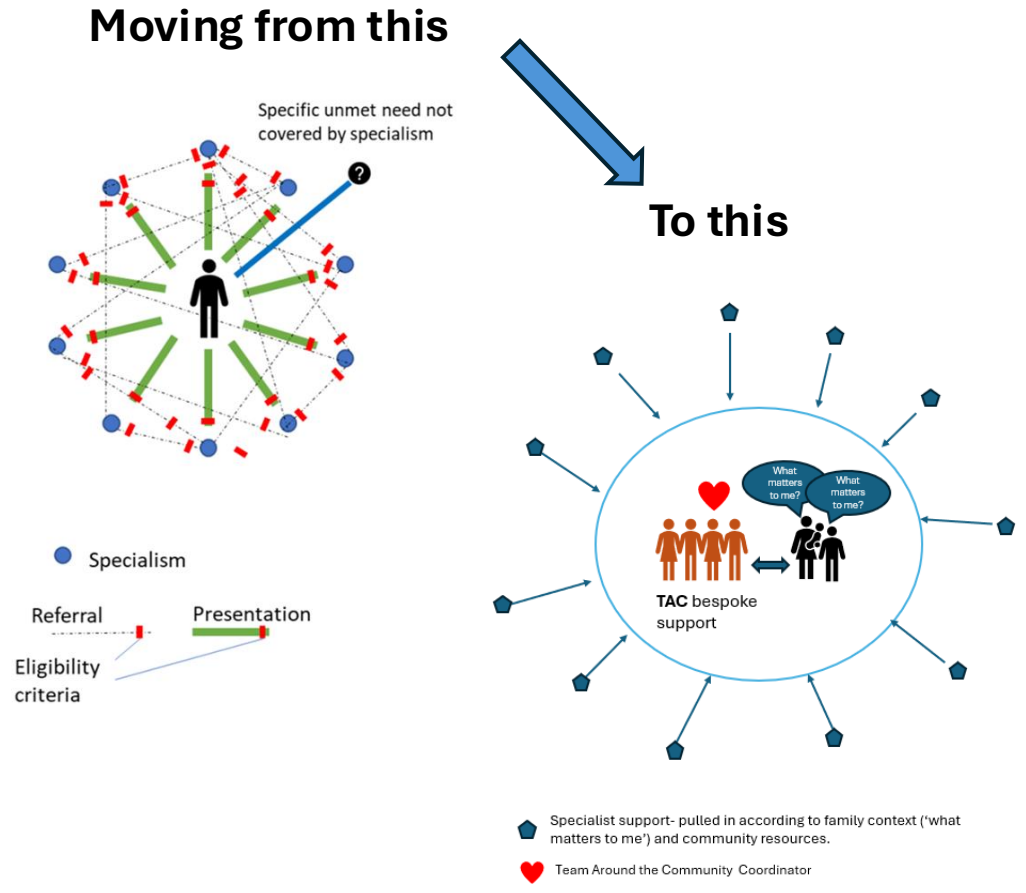 Moving from this
Specific unmet need not
covered by specialism
?
To this
What
matters
to me?
What
matters
to me?
TAC bespoke
support
Specialism
Referral
Presentation
Eligibility
criteria
Specialist support- pulled in according to family context (‘what
matters to me’) and community resources.
Team Around the Community Coordinator